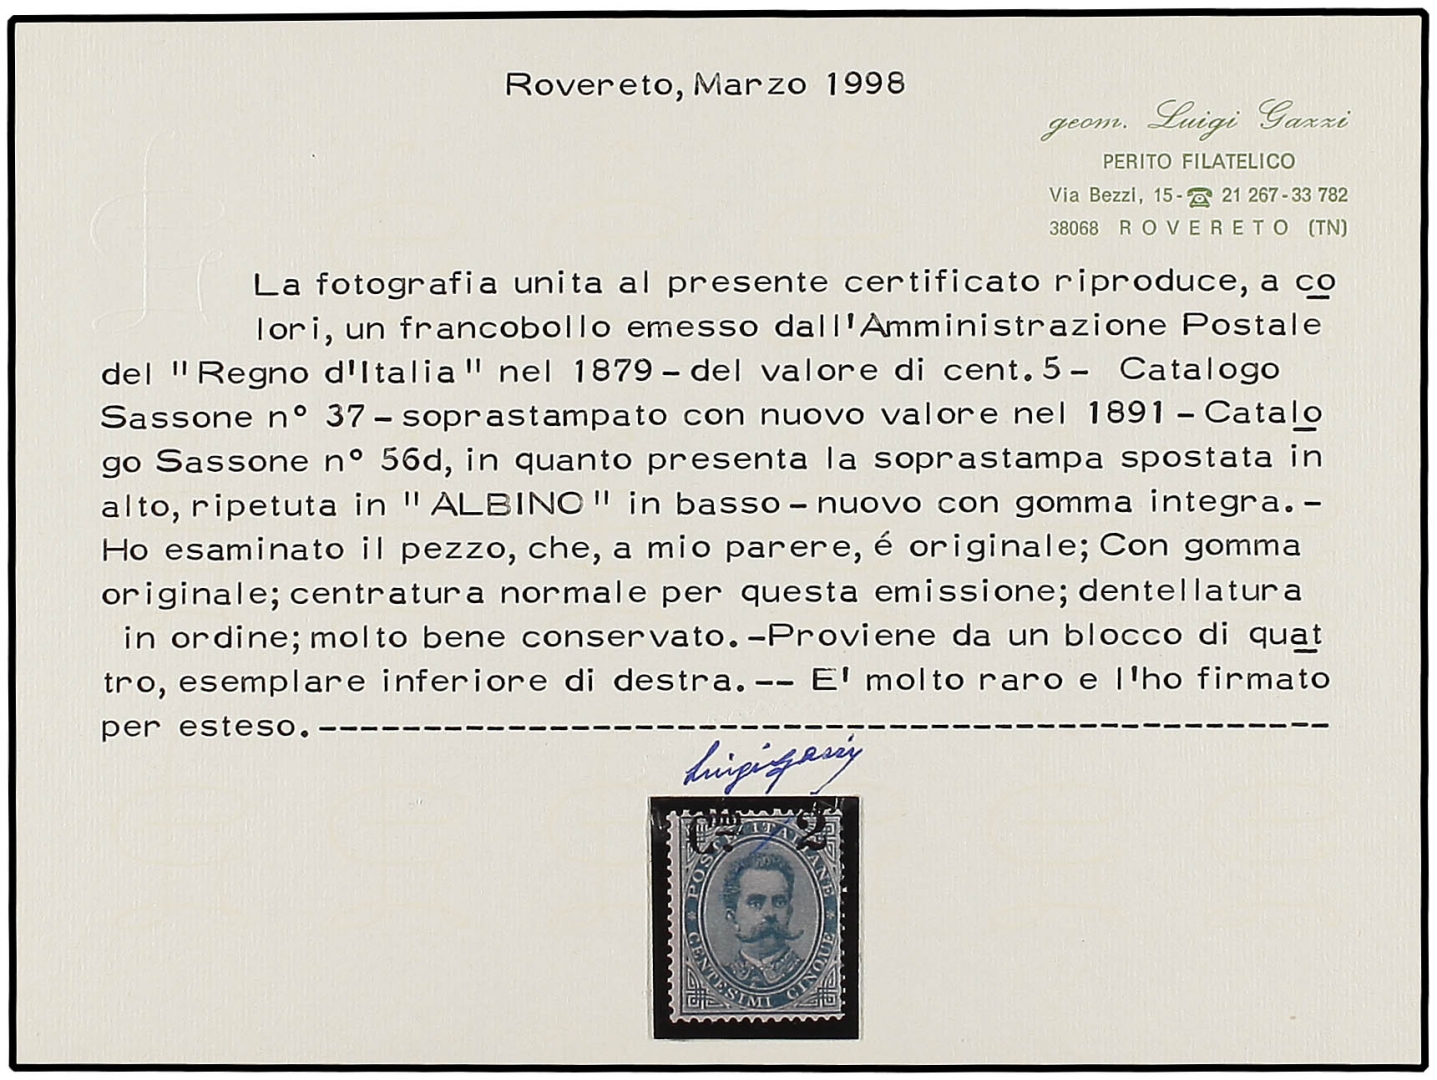 Rovereto, Marzo 1998
geom. Luigi Gazzi
PERITO FILATELICO
Via Bezzi, 15-☎ 21 267-33 782
38068 ROVERETO (TN)
La fotografia unita al presente certificato riproduce, a co
lori, un francobollo emesso dall'Amministrazione Postale
del "Regno d'Italia" nel 1879-del valore di cent. 5- Catalogo
Sassone n° 37-soprastampato con nuovo valore nel 1891-Catalo
go Sassone n° 56d, in quanto presenta la soprastampa spostata in
alto, ripetuta in "ALBINO" in basso-nuovo con gomma integra.-
Ho esaminato il pezzo, che, a mio parere, é originale; Con gomma
originale; centratura normale per questa emissione; dentellatura
in ordine; molto bene conservato.-Proviene da un blocco di quat
tro, esemplare inferiore di destra.-- E' molto raro e l'ho firmato
per esteso.------------------------------------------------------
Luigi Gazzi
Cmi 2
POSTE ITALIANE
CENTESIMI CINQUE